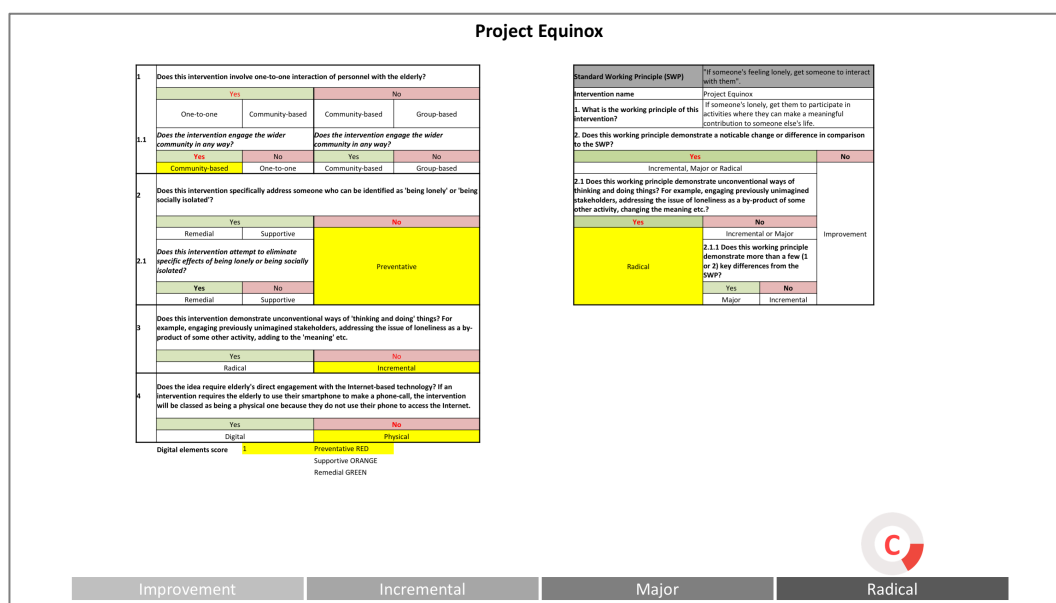 Project Equinox
1 Does this intervention involve one-to-one interaction of personnel with the elderly?
Yes No
One-to-one Community-based Community-based Group-based
1.1 Does the intervention engage the wider
community in any way?
Does the intervention engage the wider
community in any way?
Yes No Yes No
Community-based One-to-one Community-based Group-based
2 Does this intervention specifically address someone who can be identified as 'being lonely' or 'being
socially isolated'?
Yes No
Remedial Supportive
Preventative
2.1 Does this intervention attempt to eliminate
specific effects of being lonely or being socially
isolated?
Yes No
Remedial Supportive
3 Does this intervention demonstrate unconventional ways of 'thinking and doing' things? For
example, engaging previously unimagined stakeholders, addressing the issue of loneliness as a by-
product of some other activity, adding to the 'meaning' etc.
Yes No
Radical Incremental
4 Does the idea require elderly's direct engagement with the Internet-based technology? If an
intervention requires the elderly to use their smartphone to make a phone-call, the intervention
will be classed as being a physical one because they do not use their phone to access the Internet.
Yes No
Digital Physical
Digital elements score 1 Preventative RED
Supportive ORANGE
Remedial GREEN
Standard Working Principle (SWP)
"If someone's feeling lonely, get someone to interact
with them".
Intervention name Project Equinox
1. What is the working principle of this
intervention?
If someone's lonely, get them to participate in
activities where they can make a meaningful
contribution to someone else's life.
2. Does this working principle demonstrate a noticable change or difference in comparison
to the SWP?
Yes No
Incremental, Major or Radical
Improvement
2.1 Does this working principle demonstrate unconventional ways of
thinking and doing things? For example, engaging previously unimagined
stakeholders, addressing the issue of loneliness as a by-product of some
other activity, changing the meaning etc.?
Yes No
Radical
Incremental or Major
2.1.1 Does this working principle
demonstrate more than a few (1
or 2) key differences from the
SWP?
Yes No
Major Incremental
C
Improvement Incremental Major Radical